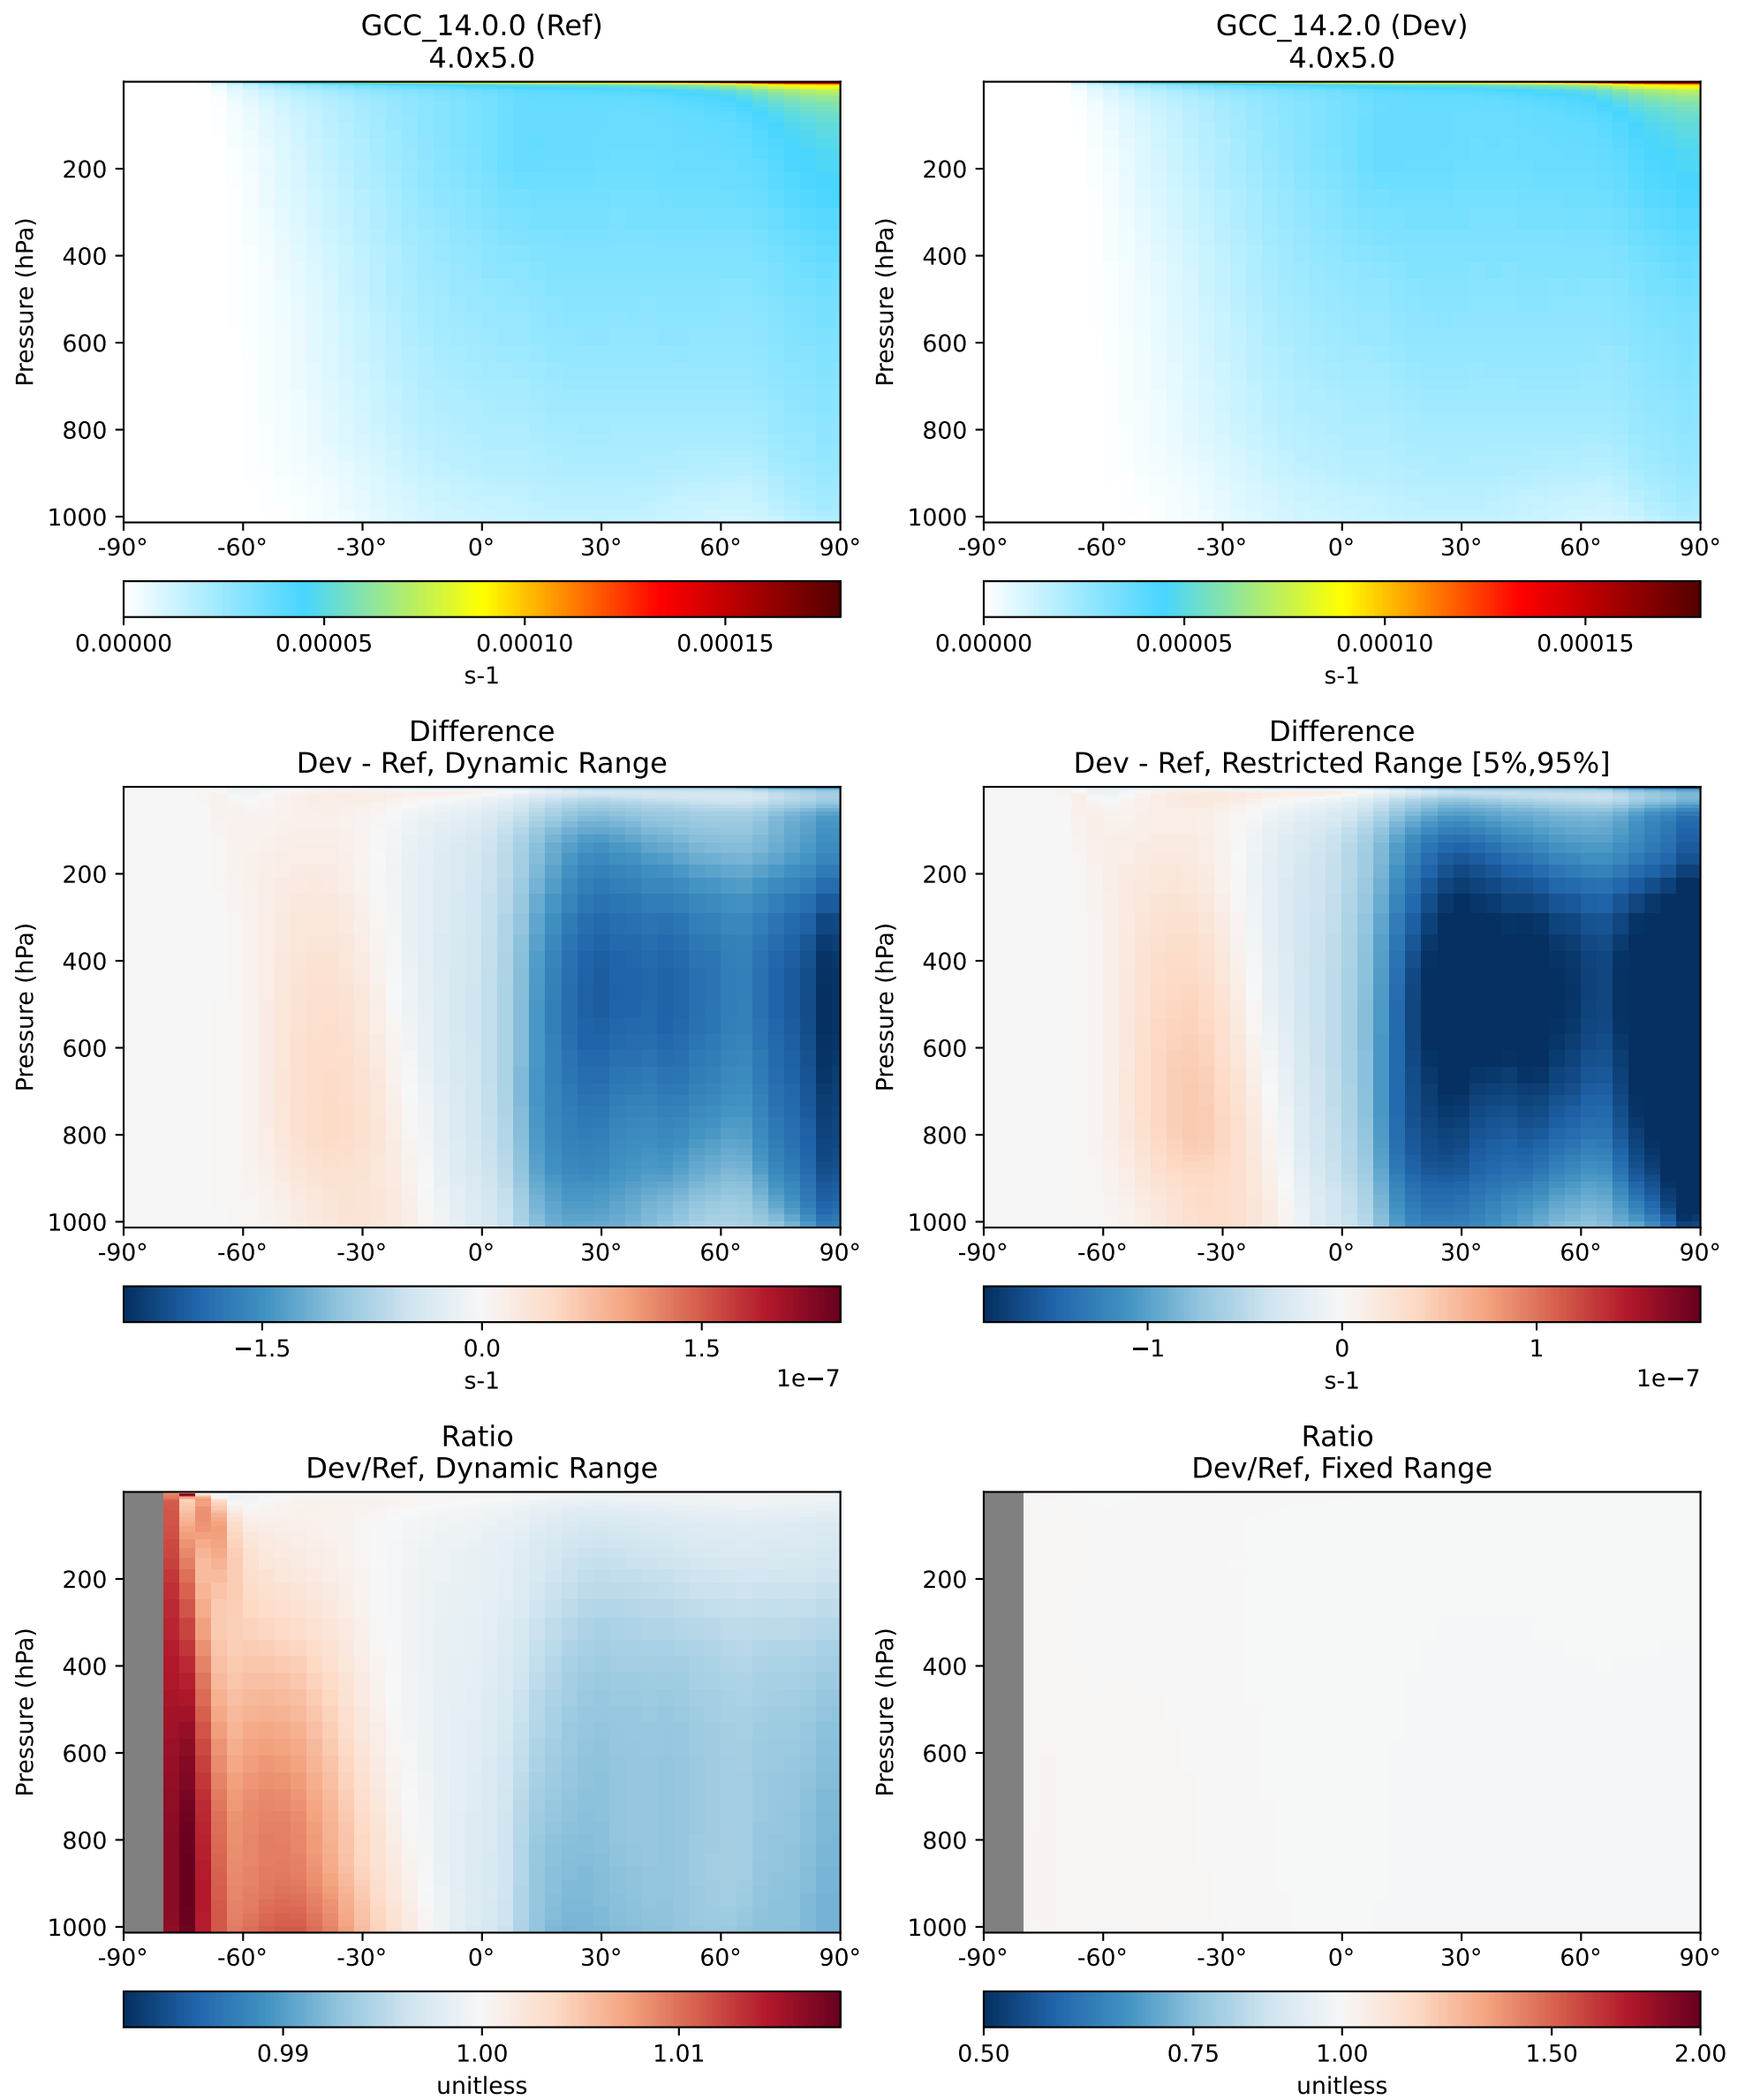 GCC_14.0.0 (Ref)
4.0x5.0
Pressure (hPa)
200
400
600
800
1000
-90° -60° -30° 0° 30° 60° 90°
0.00000 0.00005 0.00010 0.00015
s-1
GCC_14.2.0 (Dev)
4.0x5.0
Pressure (hPa)
200
400
600
800
1000
-90° -60° -30° 0° 30° 60° 90°
0.00000 0.00005 0.00010 0.00015
s-1
Difference
Dev - Ref, Dynamic Range
Pressure (hPa)
200
400
600
800
1000
-90° -60° -30° 0° 30° 60° 90°
−1.5 0.0 1.5
s-1
1e−7
Difference
Dev - Ref, Restricted Range [5%,95%]
Pressure (hPa)
200
400
600
800
1000
-90° -60° -30° 0° 30° 60° 90°
−1 0 1
s-1
1e−7
Ratio
Dev/Ref, Dynamic Range
Pressure (hPa)
200
400
600
800
1000
-90° -60° -30° 0° 30° 60° 90°
0.99 1.00 1.01
unitless
Ratio
Dev/Ref, Fixed Range
Pressure (hPa)
200
400
600
800
1000
-90° -60° -30° 0° 30° 60° 90°
0.50 0.75 1.00 1.50 2.00
unitless